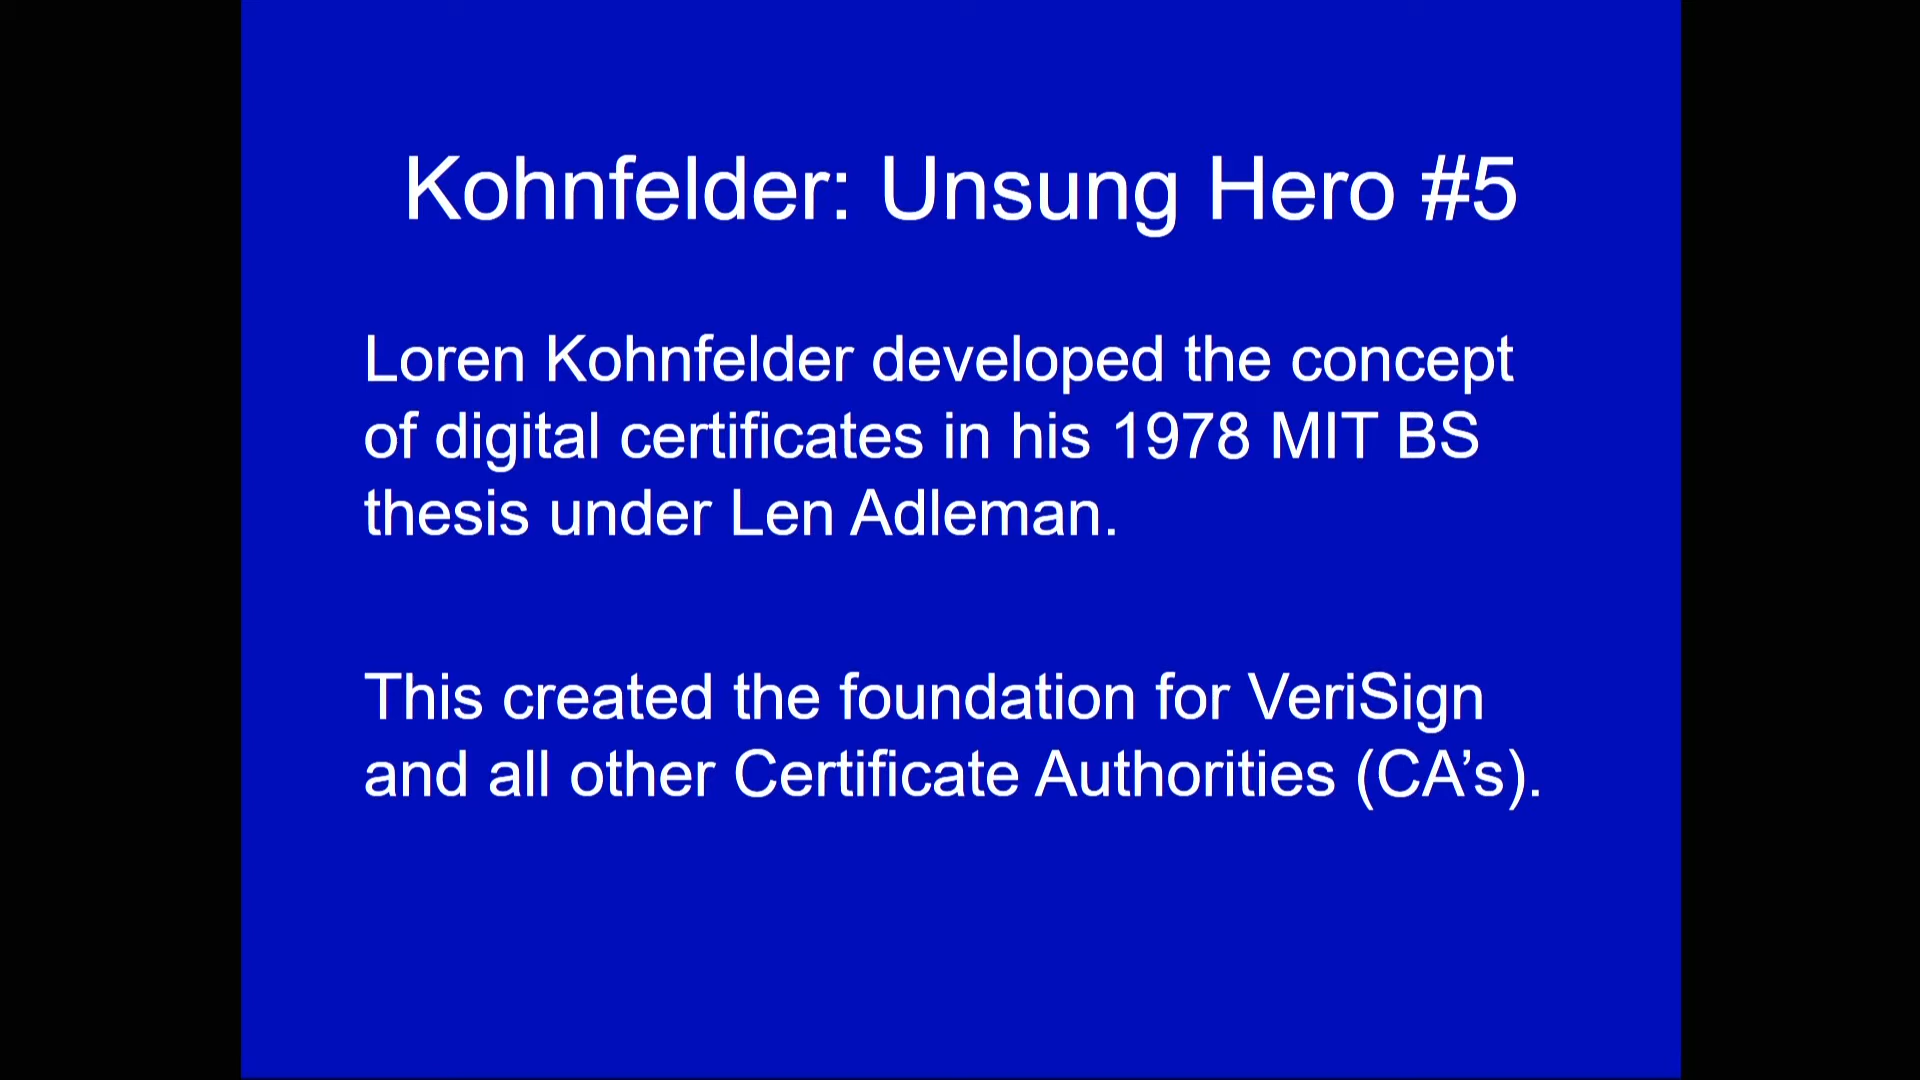 Kohnfelder: Unsung Hero #5
Loren Kohnfelder developed the concept
of digital certificates in his 1978 MIT BS
thesis under Len Adleman.
This created the foundation for VeriSign
and all other Certificate Authorities (CA’s).